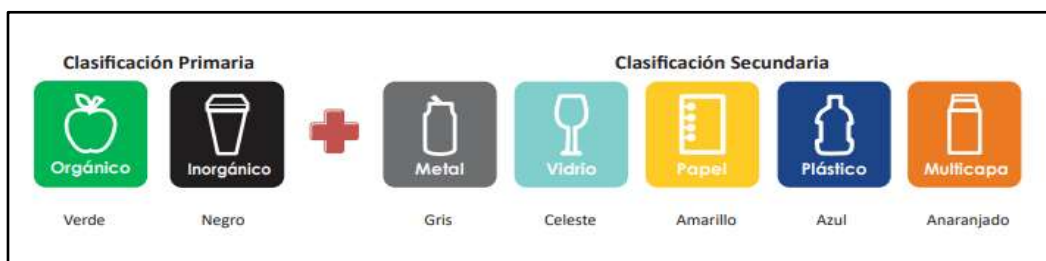 Clasificación Primaria
Clasificación Secundaria
Orgánico
Inorgánico
Metal
Vidrio
Papel
Plástico
Multicapa
Verde
Negro
Gris
Celeste
Amarillo
Azul
Anaranjado